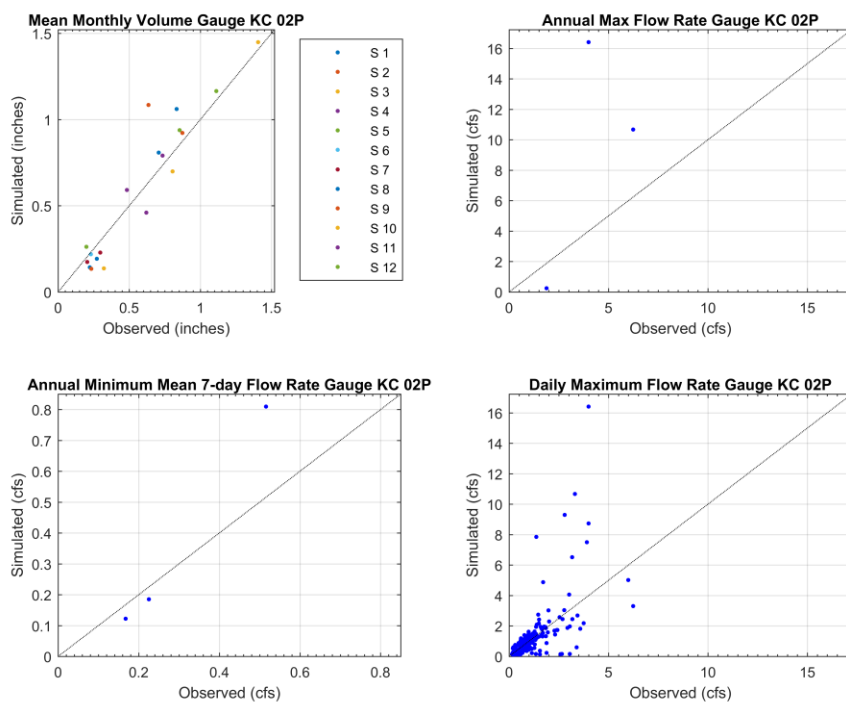 Mean Monthly Volume Gauge KC 02P
1.5
1
0.5
0
0 0.5 1 1.5
Simulated (inches)
Observed (inches)
S 1
S 2
S 3
S 4
S 5
S 6
S 7
S 8
S 9
S 10
S 11
S 12
Annual Max Flow Rate Gauge KC 02P
16
14
12
10
8
6
4
2
0
0 5 10 15
Simulated (cfs)
Observed (cfs)
Annual Minimum Mean 7-day Flow Rate Gauge KC 02P
0.8
0.7
0.6
0.5
0.4
0.3
0.2
0.1
0
0 0.2 0.4 0.6 0.8
Simulated (cfs)
Observed (cfs)
Daily Maximum Flow Rate Gauge KC 02P
16
14
12
10
8
6
4
2
0
0 5 10 15
Simulated (cfs)
Observed (cfs)